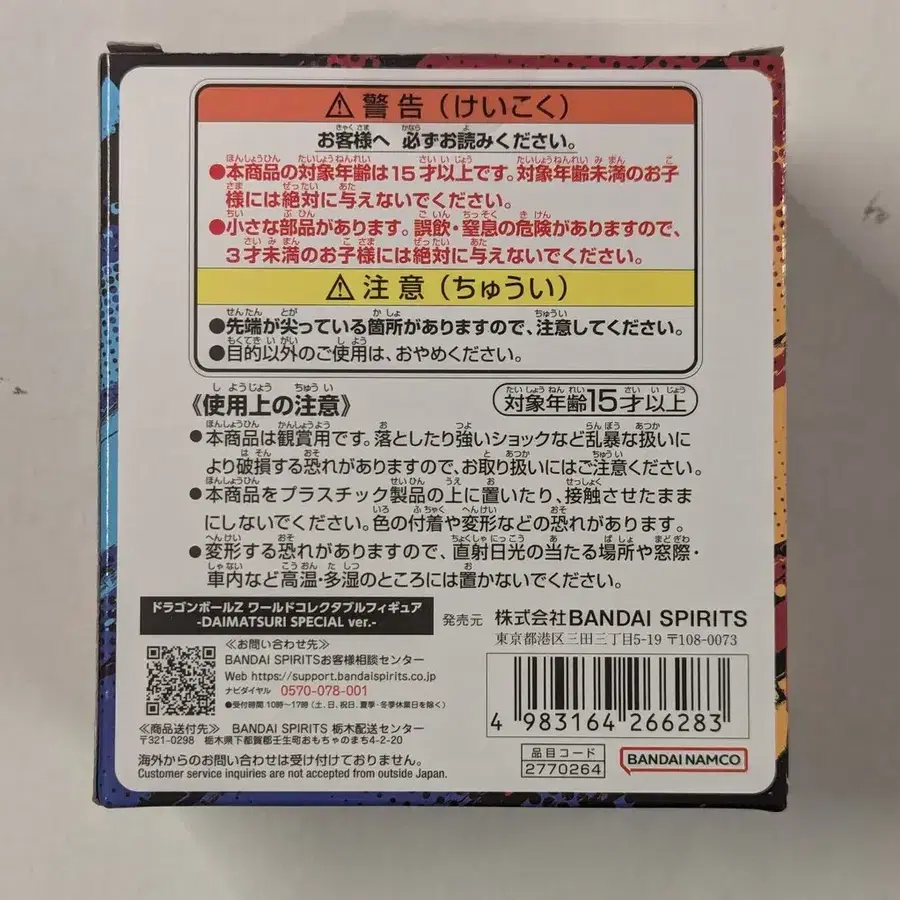 ⚠警告(けいこく)
お客様へ 必ずお読みください。
●本商品の対象年齢は15才以上です。対象年齢未満のお子
様には絶対に与えないでください。
●小さな部品があります。誤飲・窒息の危険がありますので、
3才未満のお子様には絶対に与えないでください。
⚠注意(ちゅうい)
●先端が尖っている箇所がありますので、注意してください。
●目的以外のご使用は、おやめください。
《使用上の注意》
対象年齢15才以上
●本商品は観賞用です。落としたり強いショックなど乱暴な扱いに
より破損する恐れがありますので、お取り扱いにはご注意ください。
●本商品をプラスチック製品の上に置いたり、接触させたまま
にしないでください。色の付着や変形などの恐れがあります。
●変形する恐れがありますので、直射日光の当たる場所や窓際・
車内など高温・多湿のところには置かないでください。
ドラゴンボールZ ワールドコレクタブルフィギュア
-DAIMATSURI SPECIAL ver.-
発売元 株式会社BANDAI SPIRITS
東京都港区三田三丁目5-19 〒108-0073
≪お問い合わせ先≫
BANDAI SPIRITSお客様相談センター
Web https://support.bandaispirits.co.jp
ナビダイヤル 0570-078-001
●受付時間 10時〜17時(土、日、祝日、夏季・冬季休業日を除く)
≪商品送付先≫ BANDAI SPIRITS 栃木配送センター
〒321-0298 栃木県下都賀郡壬生町おもちゃのまち4-2-20
海外からのお問い合わせは受け付けておりません。
Customer service inquiries are not accepted from outside Japan.
4 983164 266283
品目コード
2770264
BANDAI NAMCO